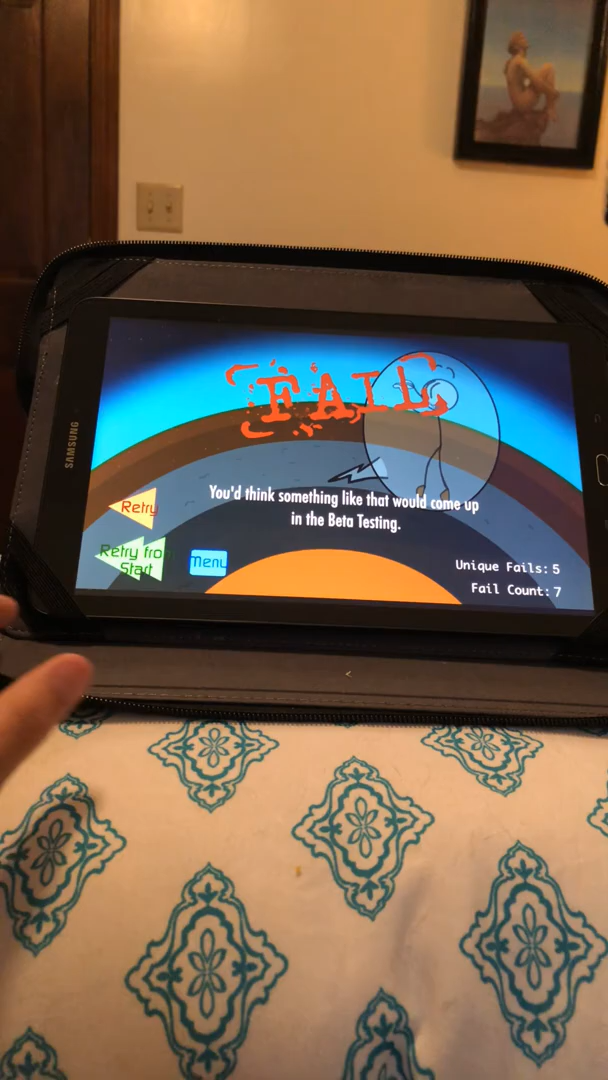 SAMSUNG
FAIL
You'd think something like that would come up
in the Beta Testing.
Retry
Retry from
Start
Menu
Unique Fails: 5
Fail Count: 7